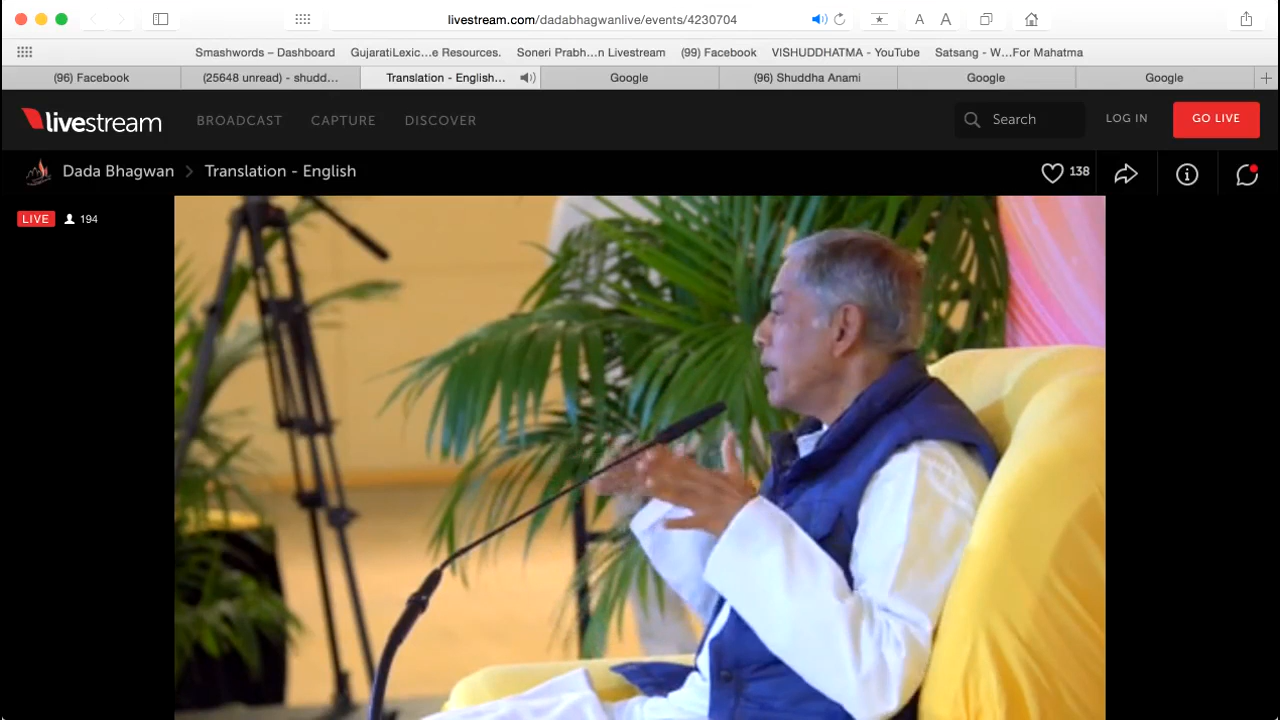 livestream.com/dadabhagwanlive/events/4230704
A A
Smashwords – Dashboard GujaratiLexic...e Resources. Soneri Prabh...n Livestream (99) Facebook VISHUDDHATMA - YouTube Satsang - W...For Mahatma
(96) Facebook (25648 unread) - shudd... Translation - English... Google (96) Shuddha Anami Google Google
livestream BROADCAST CAPTURE DISCOVER Search LOG IN GO LIVE
Dada Bhagwan Translation - English 138
LIVE 194